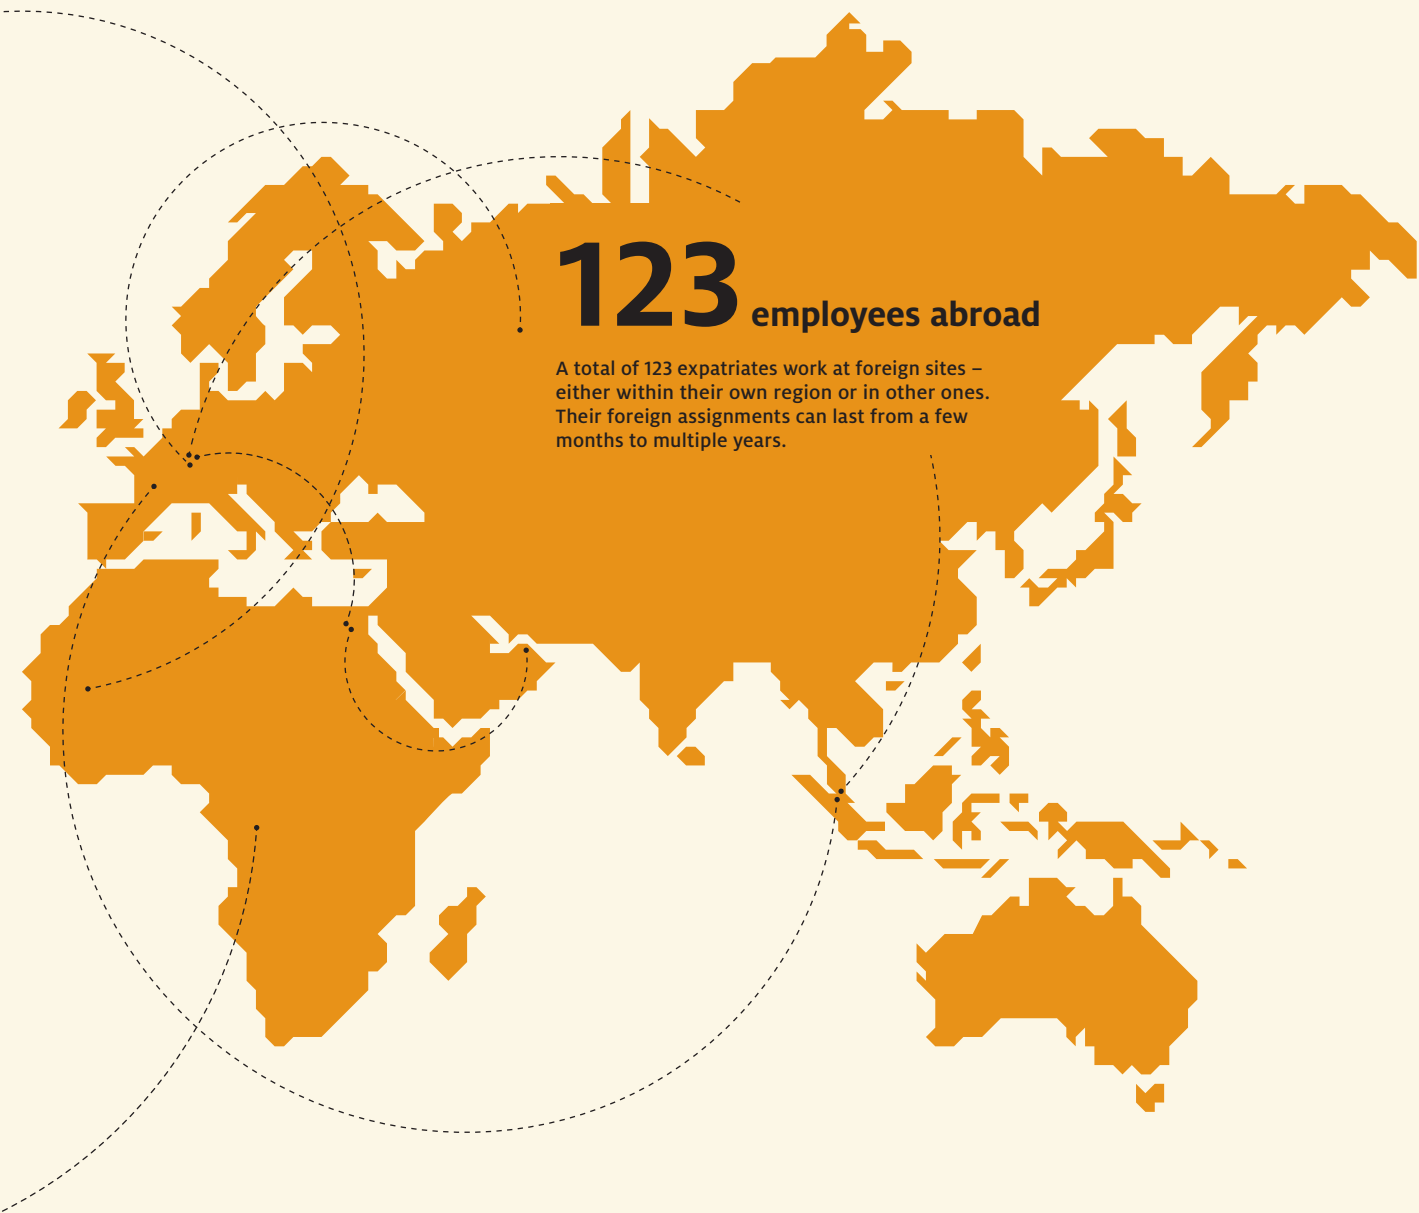 123 employees abroad
A total of 123 expatriates work at foreign sites –
either within their own region or in other ones.
Their foreign assignments can last from a few
months to multiple years.